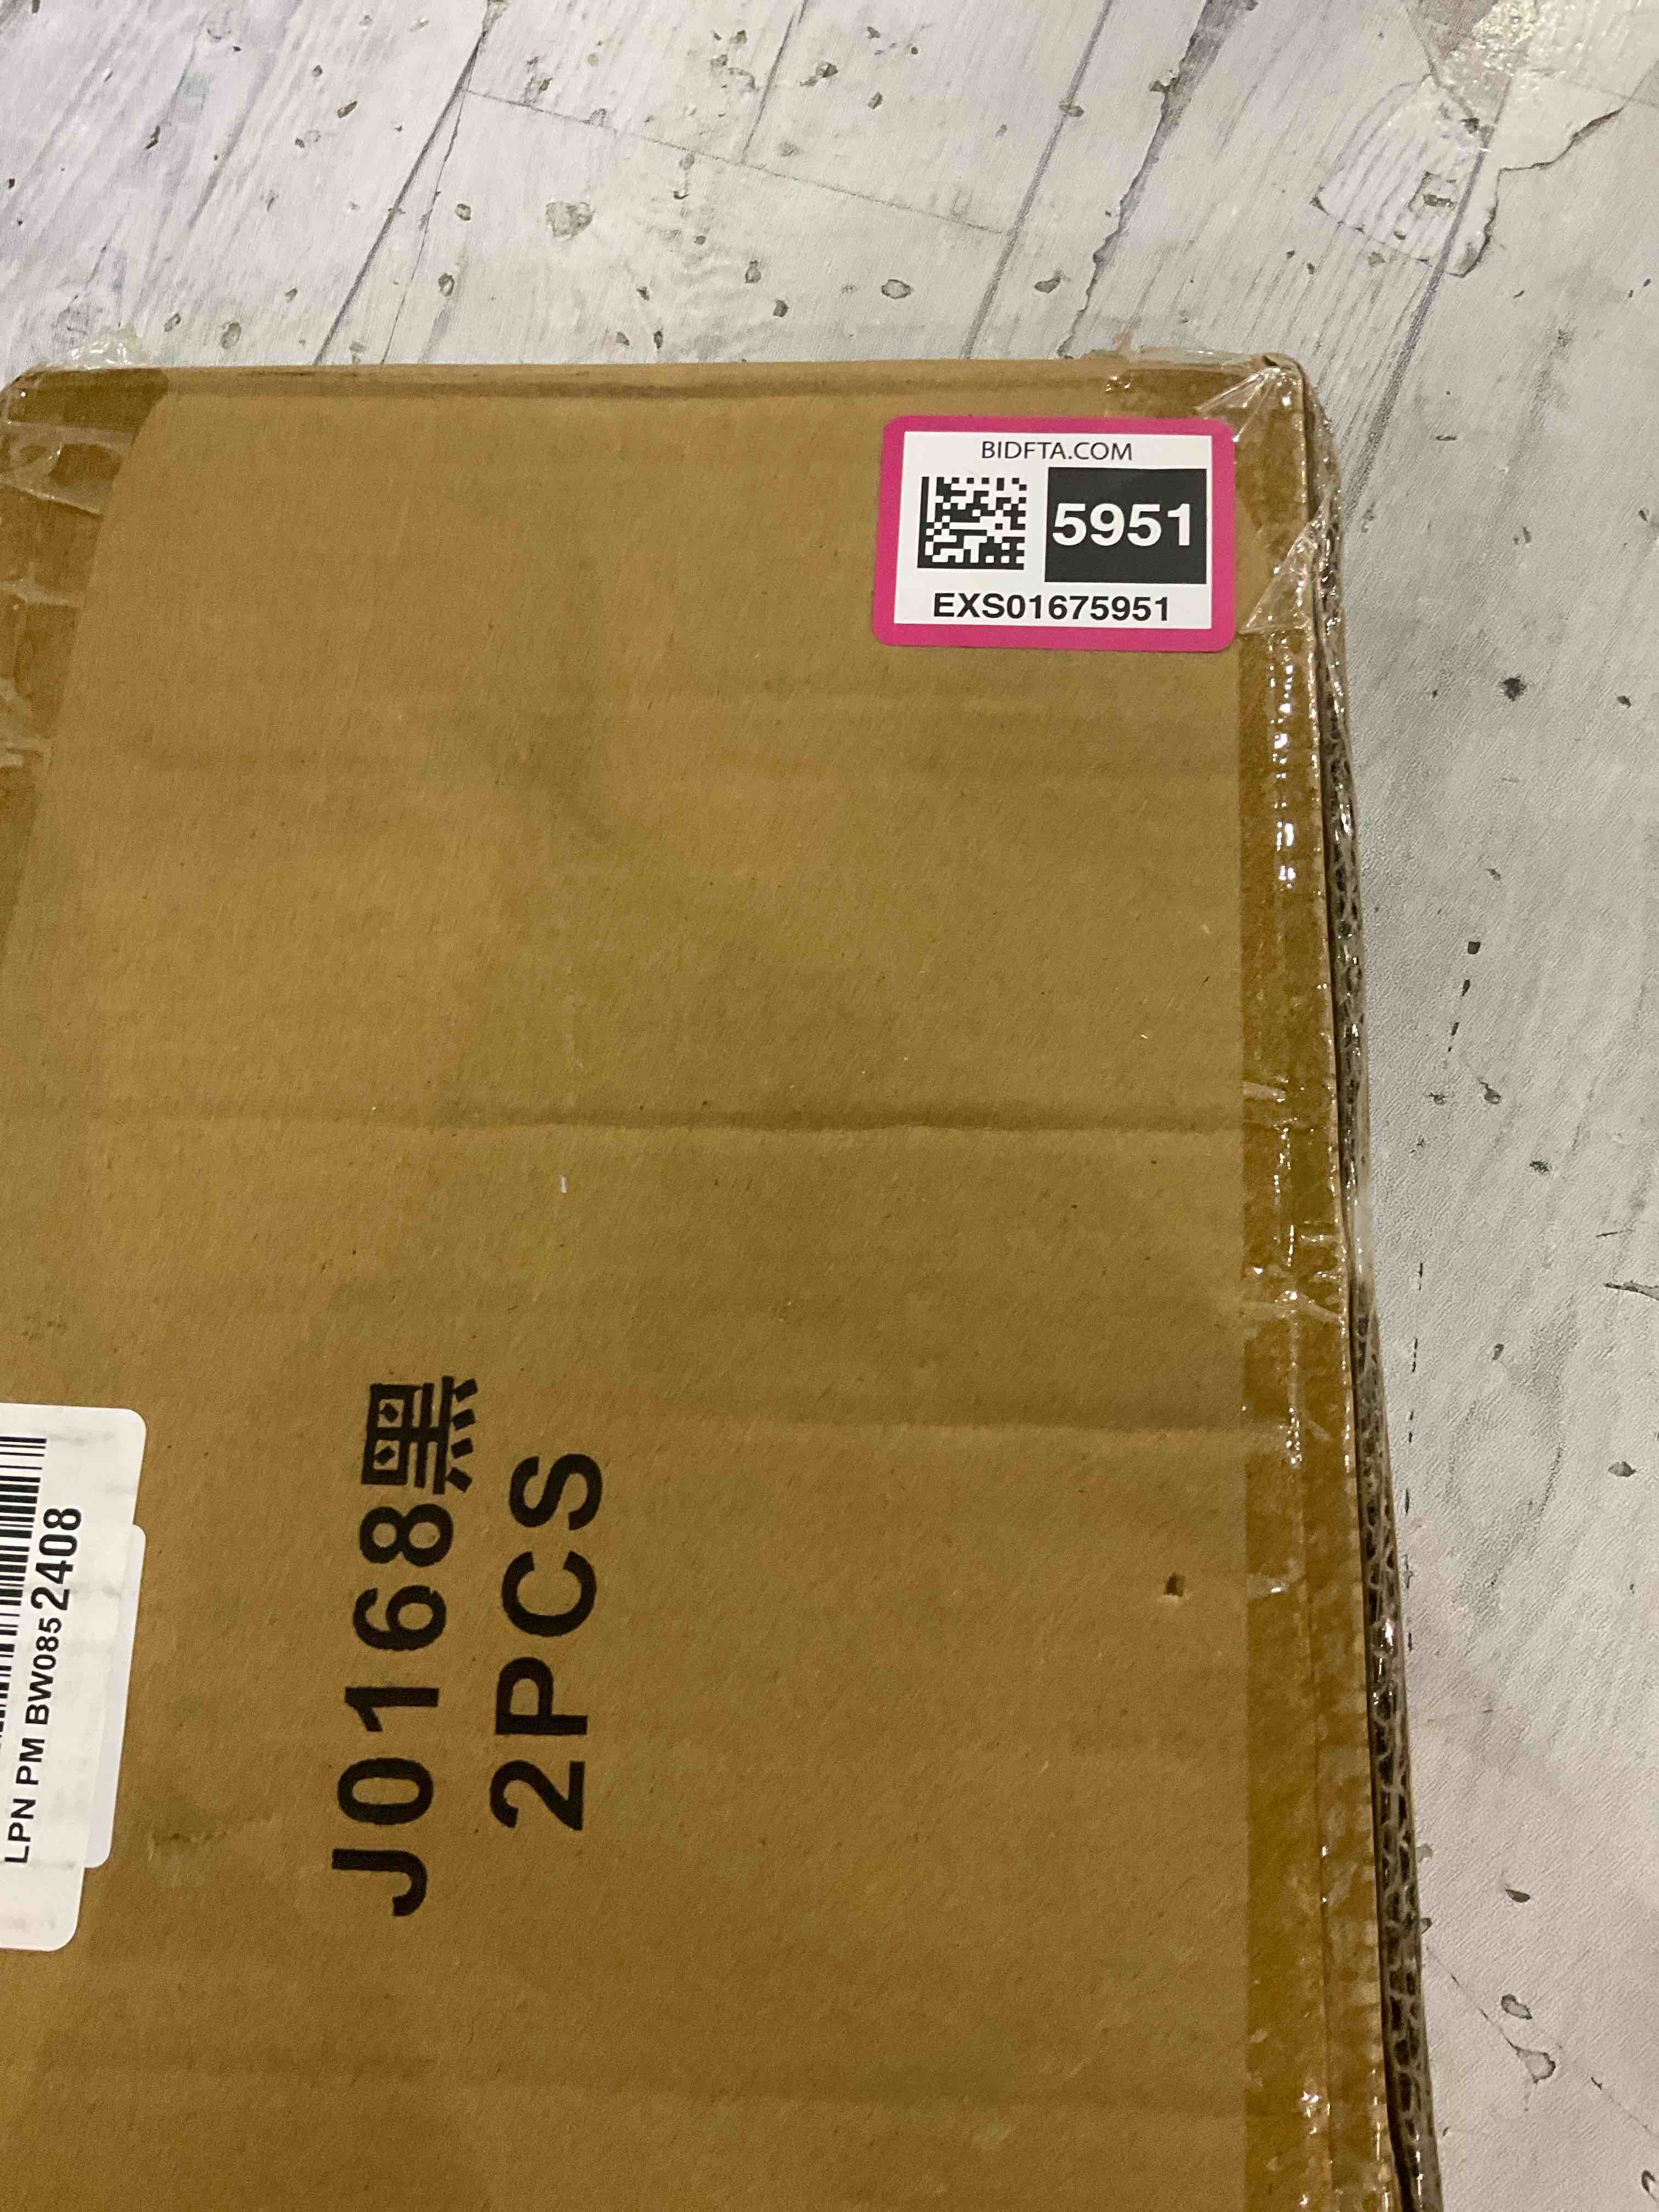 BIDFTA.COM
5951
EXS01675951
J0168黑
2PCS
LPN PM BW0852408